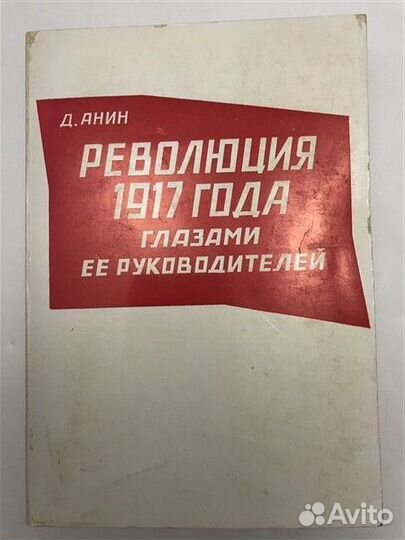 Д. АНИН
РЕВОЛЮЦИЯ
1917 ГОДА
ГЛАЗАМИ
ЕЕ РУКОВОДИТЕЛЕЙ
Avito